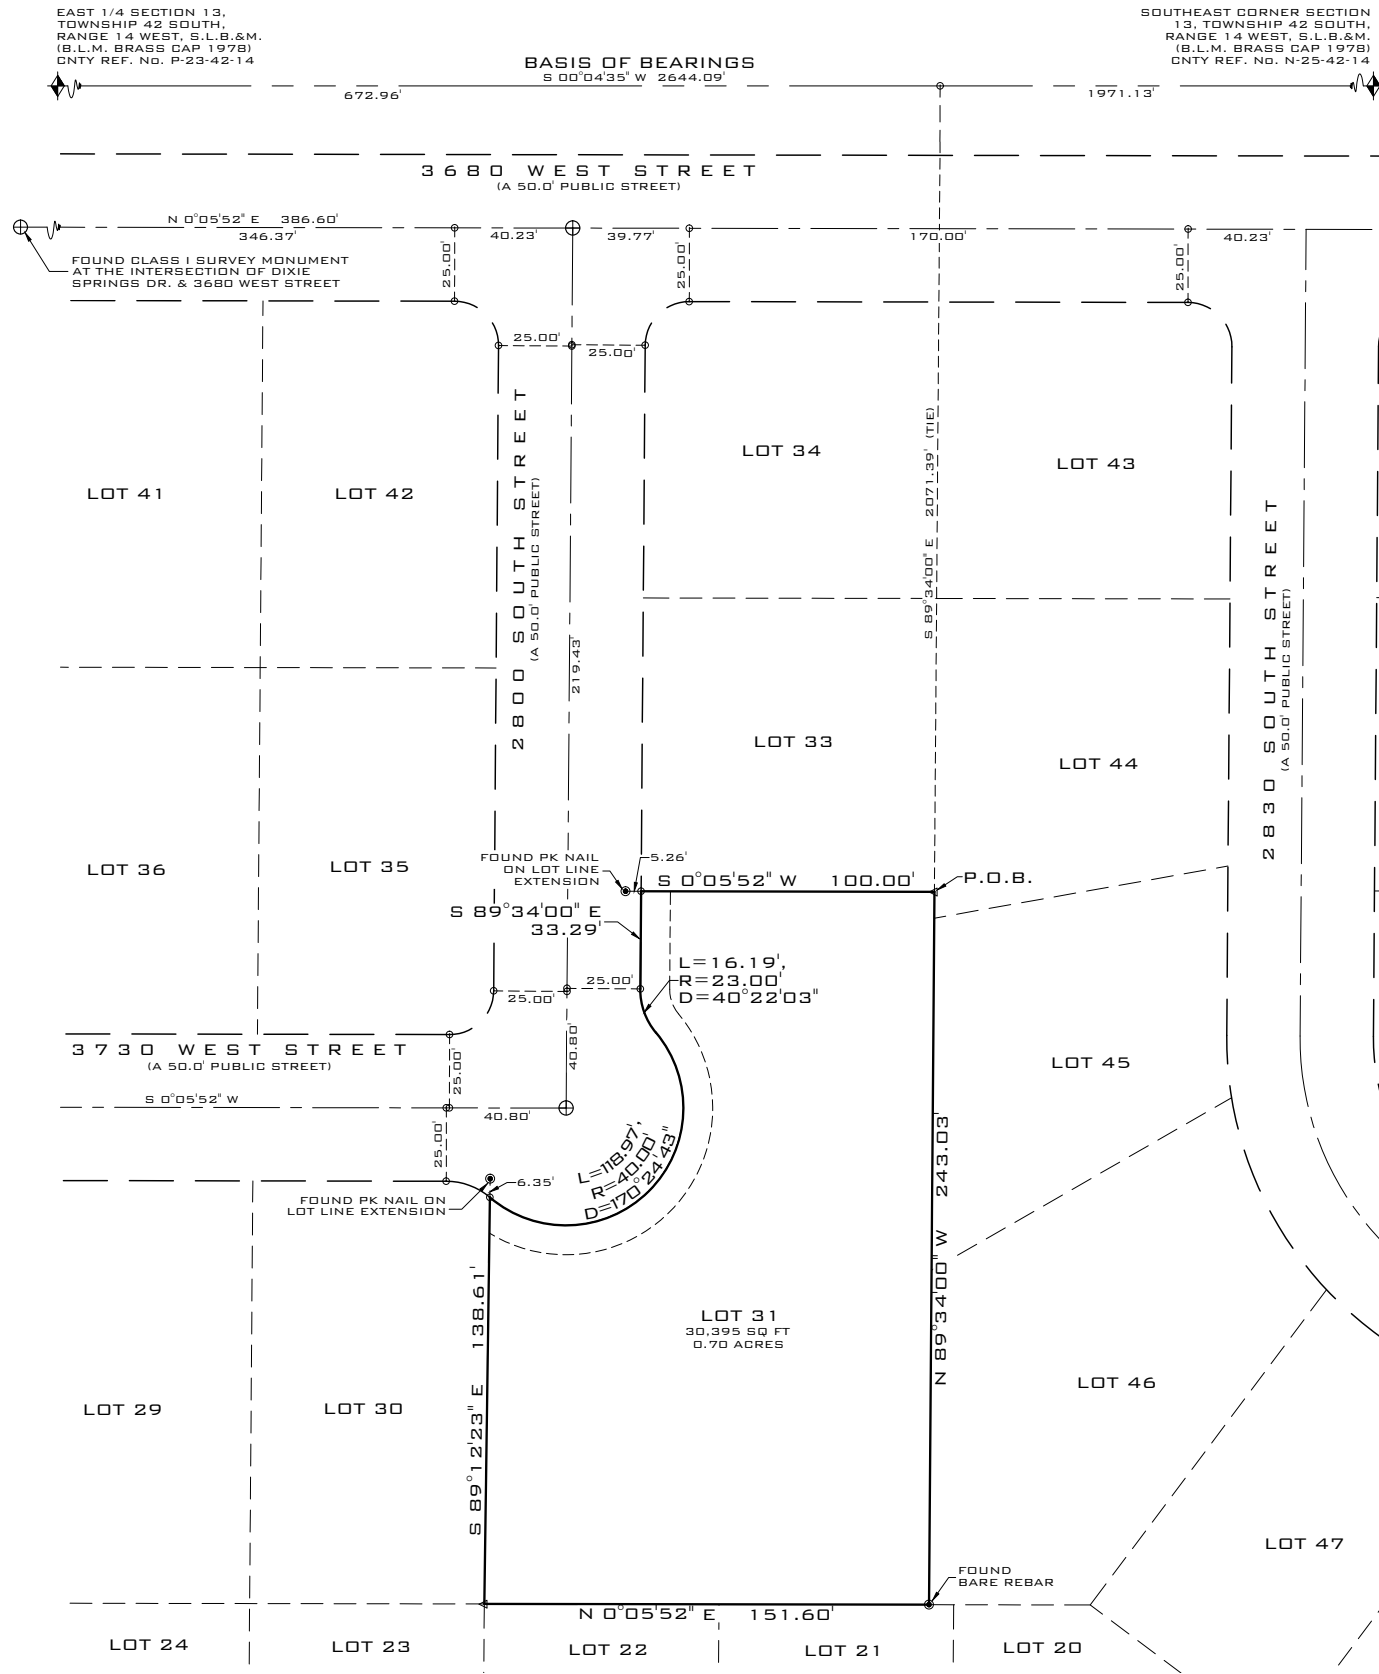 EAST 1/4 SECTION 13,
TOWNSHIP 42 SOUTH,
RANGE 14 WEST, S.L.B.&M.
(B.L.M. BRASS CAP 1978)
CNTY REF. No. P-23-42-14
SOUTHEAST CORNER SECTION
13, TOWNSHIP 42 SOUTH,
RANGE 14 WEST, S.L.B.&M.
(B.L.M. BRASS CAP 1978)
CNTY REF. No. N-25-42-14
BASIS OF BEARINGS
S 00°04'35" W 2644.09'
672.96'
1971.13'
3680 WEST STREET
(A 50.0' PUBLIC STREET)
N 0°05'52" E 386.60'
346.37'
40.23'
39.77'
170.00'
40.23'
FOUND CLASS I SURVEY MONUMENT
AT THE INTERSECTION OF DIXIE
SPRINGS DR. & 3680 WEST STREET
25.00'
25.00'
25.00'
25.00'
25.00'
2800 SOUTH STREET
(A 50.0' PUBLIC STREET)
219.43'
S 89°34'00" E 2071.39' (TIE)
2830 SOUTH STREET
(A 50.0' PUBLIC STREET)
LOT 34
LOT 43
LOT 41
LOT 42
LOT 33
LOT 44
LOT 36
LOT 35
FOUND PK NAIL
ON LOT LINE
EXTENSION
5.26'
S 0°05'52" W 100.00'
P.O.B.
S 89°34'00" E
33.29'
L=16.19',
R=23.00'
D=40°22'03"
25.00'
25.00'
3730 WEST STREET
(A 50.0' PUBLIC STREET)
25.00'
40.80'
S 0°05'52" W
40.80'
25.00'
LOT 45
L=118.97',
R=40.00'
D=170°24'43"
6.35'
FOUND PK NAIL ON
LOT LINE EXTENSION
N 89°34'00" W 243.03'
S 89°12'23" E 138.61'
LOT 31
30,395 SQ FT
0.70 ACRES
LOT 46
LOT 29
LOT 30
LOT 47
FOUND
BARE REBAR
N 0°05'52" E 151.60'
LOT 24
LOT 23
LOT 22
LOT 21
LOT 20